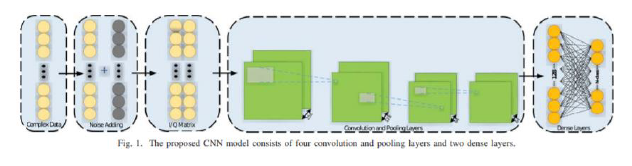 Complex Data
Noise Adding
I/Q Matrix
Convolution and Pooling Layers
128
Dense Layers
Fig. 1. The proposed CNN model consists of four convolution and pooling layers and two dense layers.